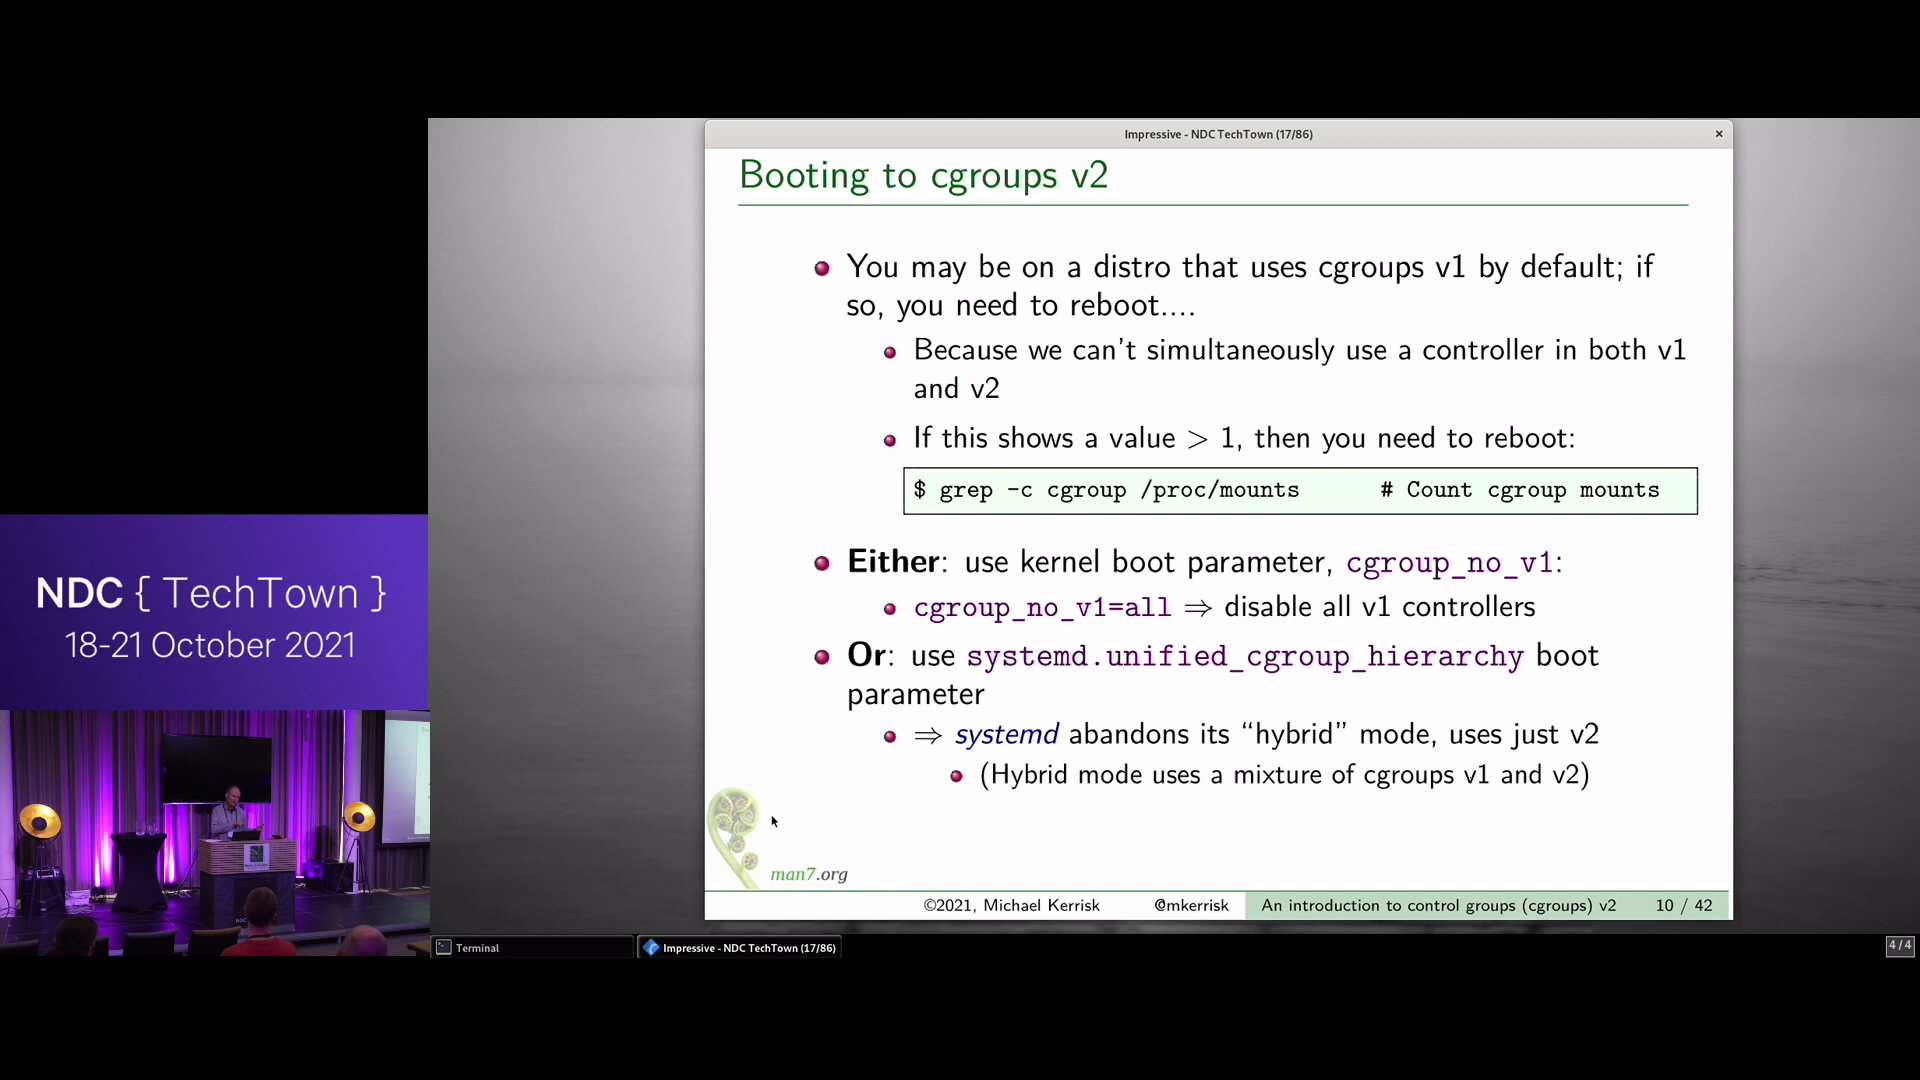 Impressive - NDC TechTown (17/86)
×
Booting to cgroups v2
You may be on a distro that uses cgroups v1 by default; if
so, you need to reboot....
Because we can't simultaneously use a controller in both v1
and v2
If this shows a value > 1, then you need to reboot:
$ grep -c cgroup /proc/mounts # Count cgroup mounts
Either: use kernel boot parameter, cgroup_no_v1:
cgroup_no_v1=all ⇒ disable all v1 controllers
Or: use systemd.unified_cgroup_hierarchy boot
parameter
⇒ systemd abandons its “hybrid” mode, uses just v2
(Hybrid mode uses a mixture of cgroups v1 and v2)
man7.org
©2021, Michael Kerrisk @mkerrisk An introduction to control groups (cgroups) v2 10 / 42
Terminal
Impressive - NDC TechTown (17/86)
4/4
NDC { TechTown }
18-21 October 2021